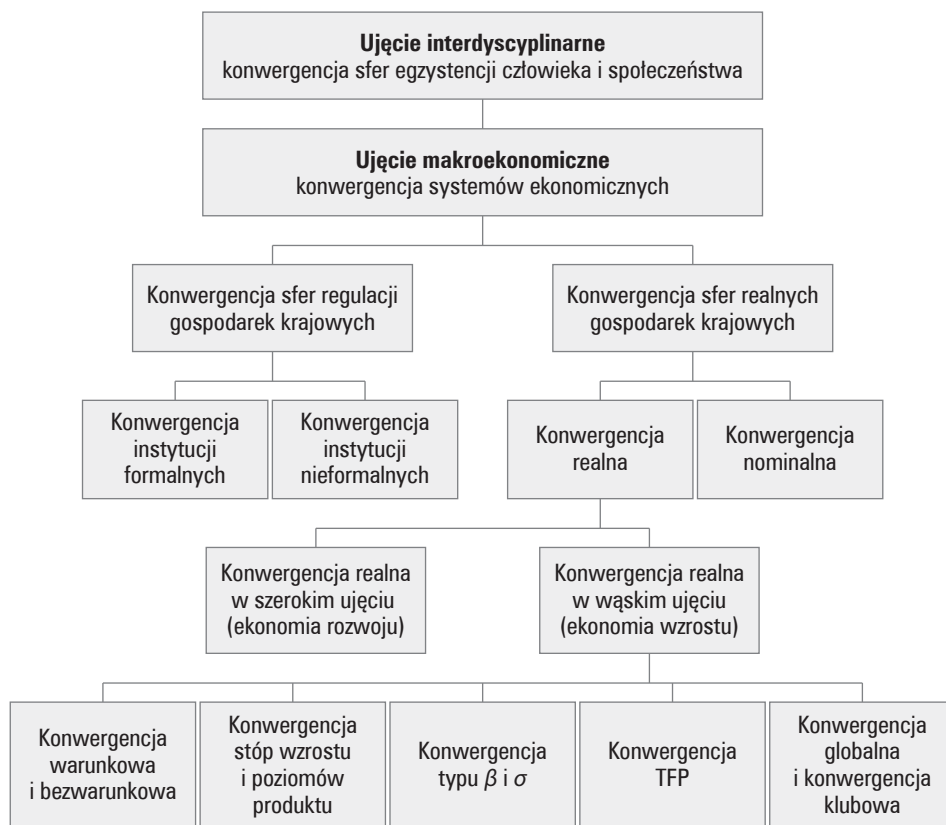 Ujęcie interdyscyplinarne
konwergencja sfer egzystencji człowieka i społeczeństwa
Ujęcie makroekonomiczne
konwergencja systemów ekonomicznych
Konwergencja sfer regulacji
gospodarek krajowych
Konwergencja sfer realnych
gospodarek krajowych
Konwergencja
instytucji
formalnych
Konwergencja
instytucji
nieformalnych
Konwergencja
realna
Konwergencja
nominalna
Konwergencja realna
w szerokim ujęciu
(ekonomia rozwoju)
Konwergencja realna
w wąskim ujęciu
(ekonomia wzrostu)
Konwergencja
warunkowa
i bezwarunkowa
Konwergencja
stóp wzrostu
i poziomów
produktu
Konwergencja
typu β i σ
Konwergencja
TFP
Konwergencja
globalna
i konwergencja
klubowa